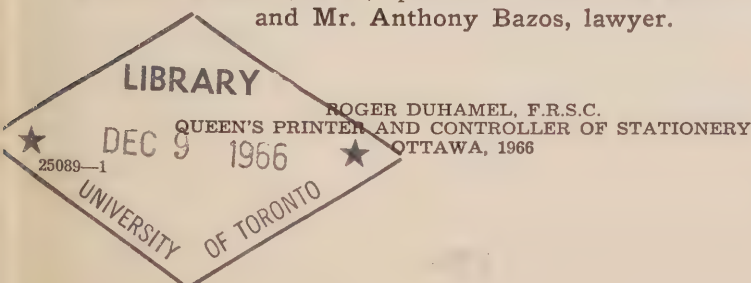 and Mr. Anthony Bazos, lawyer.
LIBRARY
ROGER DUHAMEL, F.R.S.C.
QUEEN'S PRINTER AND CONTROLLER OF STATIONERY
OTTAWA, 1966
★ DEC 9 1966 ★
25089—1
UNIVERSITY OF TORONTO